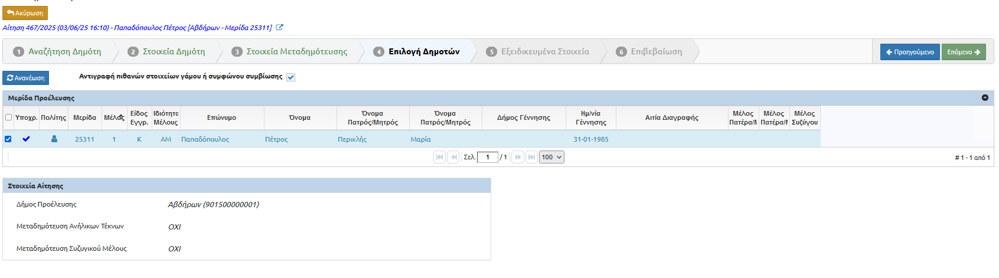 Ακύρωση
Αίτηση 467/2025 (03/06/25 16:10) - Παπαδόπουλος Πέτρος [Αβδήρων - Μερίδα 25311]
1 Αναζήτηση Δημότη 2 Στοιχεία Δημότη 3 Στοιχεία Μεταδημότευσης 4 Επιλογή Δημοτών 5 Εξειδικευμένα Στοιχεία 6 Επιβεβαίωση Προηγούμενο Επόμενο
Ανανέωση Αντιγραφή πιθανών στοιχείων γάμου ή συμφώνου συμβίωσης
Μερίδα Προέλευσης
Υποχρ. Πολίτης Μερίδα Μέλος Είδος Εγγρ. Ιδιότητα Μέλους Επώνυμο Όνομα Όνομα Πατρός/Μητρός Όνομα Πατρός/Μητρός Δήμος Γέννησης Ημ/νία Γέννησης Αιτία Διαγραφής Μέλος Πατέρα/Μ Μέλος Πατέρα/Μ Μέλος Συζύγου
25311 1 Κ ΑΜ Παπαδόπουλος Πέτρος Περικλής Μαρία 31-01-1985
Σελ. 1 / 1 100 # 1 - 1 από 1
Στοιχεία Αίτησης
Δήμος Προέλευσης Αβδήρων (901500000001)
Μεταδημότευση Ανήλικων Τέκνων ΟΧΙ
Μεταδημότευση Συζυγικού Μέλους ΟΧΙ